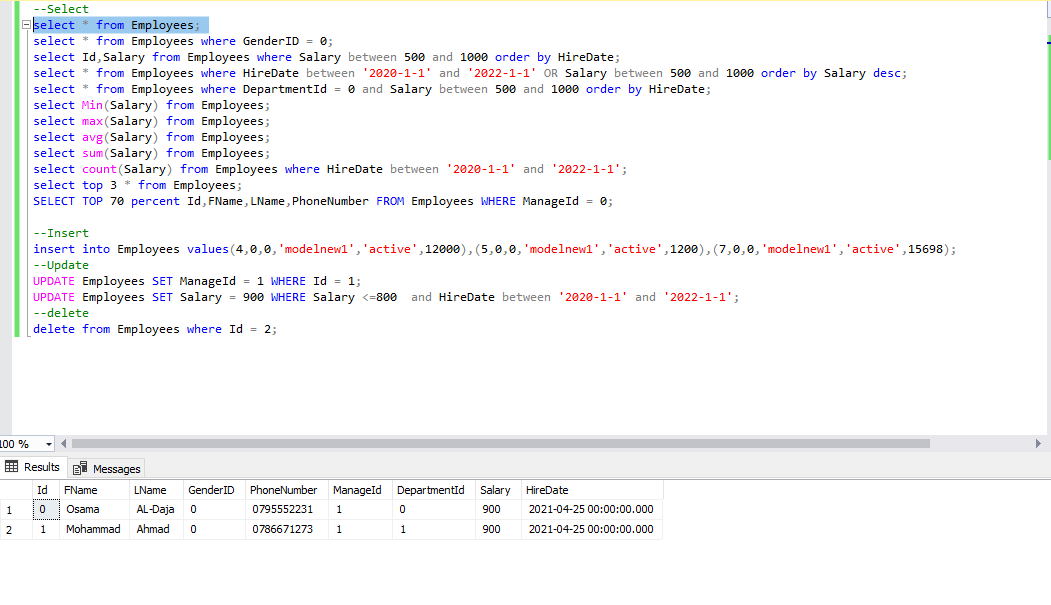 --Select
select * from Employees;
select * from Employees where GenderID = 0;
select Id,Salary from Employees where Salary between 500 and 1000 order by HireDate;
select * from Employees where HireDate between '2020-1-1' and '2022-1-1' OR Salary between 500 and 1000 order by Salary desc;
select * from Employees where DepartmentId = 0 and Salary between 500 and 1000 order by HireDate;
select Min(Salary) from Employees;
select max(Salary) from Employees;
select avg(Salary) from Employees;
select sum(Salary) from Employees;
select count(Salary) from Employees where HireDate between '2020-1-1' and '2022-1-1';
select top 3 * from Employees;
SELECT TOP 70 percent Id,FName,LName,PhoneNumber FROM Employees WHERE ManageId = 0;
--Insert
insert into Employees values(4,0,0,'modelnew1','active',12000),(5,0,0,'modelnew1','active',1200),(7,0,0,'modelnew1','active',15698);
--Update
UPDATE Employees SET ManageId = 1 WHERE Id = 1;
UPDATE Employees SET Salary = 900 WHERE Salary <=800  and HireDate between '2020-1-1' and '2022-1-1';
--delete
delete from Employees where Id = 2;
100 %
Results Messages
Id FName LName GenderID PhoneNumber ManageId DepartmentId Salary HireDate
1 0 Osama AL-Daja 0 0795552231 1 0 900 2021-04-25 00:00:00.000
2 1 Mohammad Ahmad 0 0786671273 1 1 900 2021-04-25 00:00:00.000